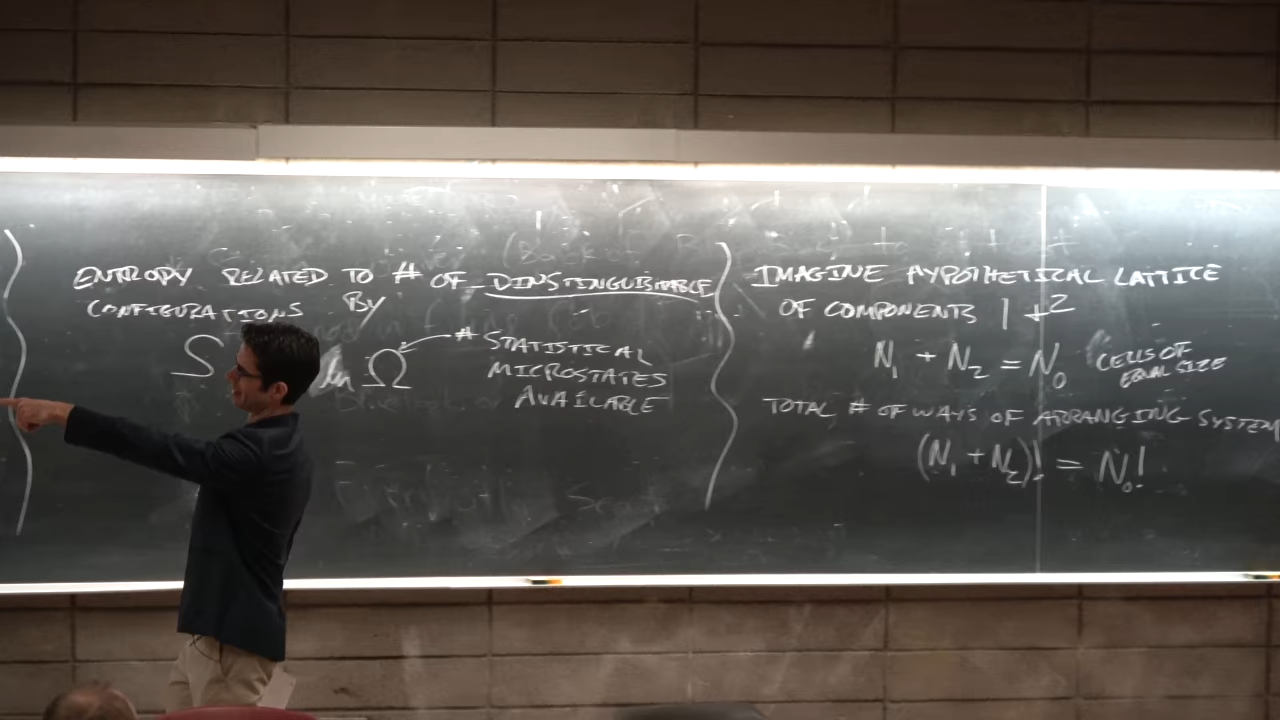 ENTROPY RELATED TO # OF DINSTINGUISHABLE
CONFIGURATIONS BY
S ln Ω ← # STATISTICAL
MICROSTATES
AVAILABLE
IMAGINE HYPOTHETICAL LATTICE
OF COMPONENTS 1 + 2
N₁ + N₂ = N₀ CELLS OF
EQUAL SIZE
TOTAL # OF WAYS OF ARRANGING SYSTEM
(N₁ + N₂)! = N₀!